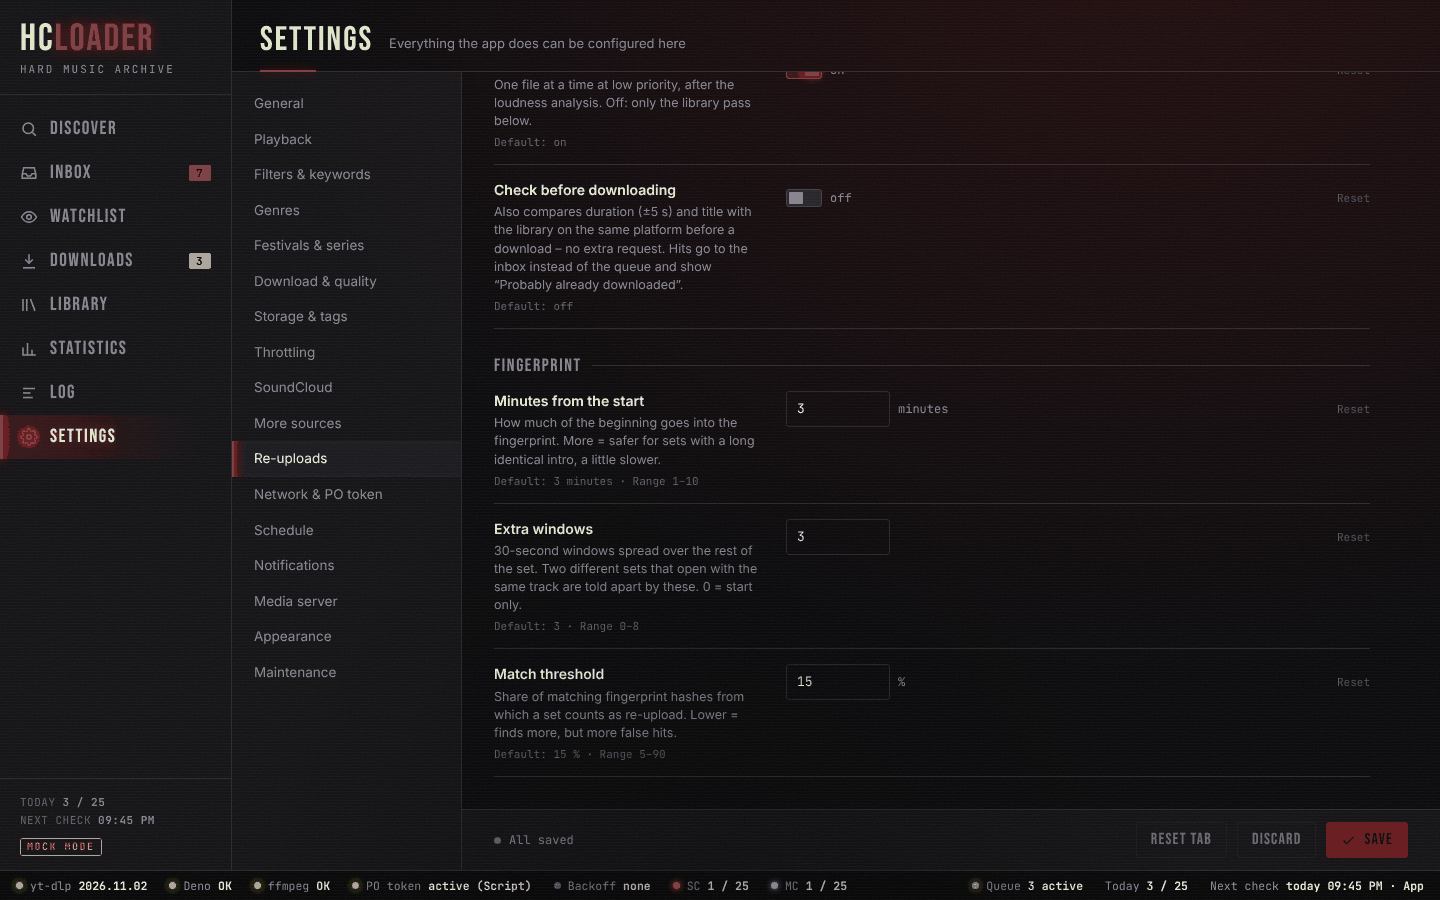 HCLOADER
HARD MUSIC ARCHIVE
DISCOVER
INBOX 7
WATCHLIST
DOWNLOADS 3
LIBRARY
STATISTICS
LOG
SETTINGS
TODAY 3 / 25
NEXT CHECK 09:45 PM
MOCK MODE
SETTINGS Everything the app does can be configured here
General
Playback
Filters & keywords
Genres
Festivals & series
Download & quality
Storage & tags
Throttling
SoundCloud
More sources
Re-uploads
Network & PO token
Schedule
Notifications
Media server
Appearance
Maintenance
One file at a time at low priority, after the
loudness analysis. Off: only the library pass
below.
Default: on
Check before downloading
off
Reset
Also compares duration (±5 s) and title with
the library on the same platform before a
download – no extra request. Hits go to the
inbox instead of the queue and show
“Probably already downloaded”.
Default: off
FINGERPRINT
Minutes from the start
3 minutes
Reset
How much of the beginning goes into the
fingerprint. More = safer for sets with a long
identical intro, a little slower.
Default: 3 minutes · Range 1–10
Extra windows
3
Reset
30-second windows spread over the rest of
the set. Two different sets that open with the
same track are told apart by these. 0 = start
only.
Default: 3 · Range 0–8
Match threshold
15 %
Reset
Share of matching fingerprint hashes from
which a set counts as re-upload. Lower =
finds more, but more false hits.
Default: 15 % · Range 5–90
All saved
RESET TAB
DISCARD
SAVE
yt-dlp 2026.11.02 Deno OK ffmpeg OK PO token active (Script) Backoff none SC 1 / 25 MC 1 / 25 Queue 3 active Today 3 / 25 Next check today 09:45 PM · App